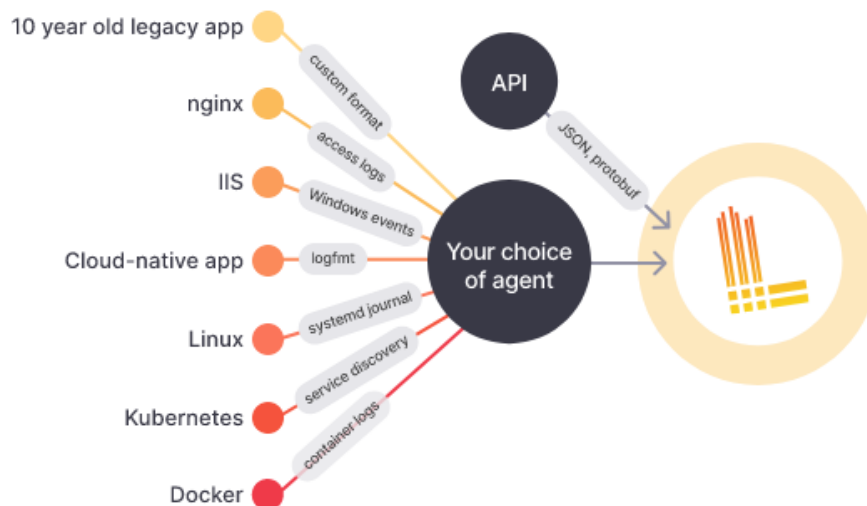 10 year old legacy app
custom format
nginx
access logs
IIS
Windows events
Cloud-native app
logfmt
Linux
systemd journal
Kubernetes
service discovery
Docker
container logs
Your choice
of agent
API
JSON, protobuf